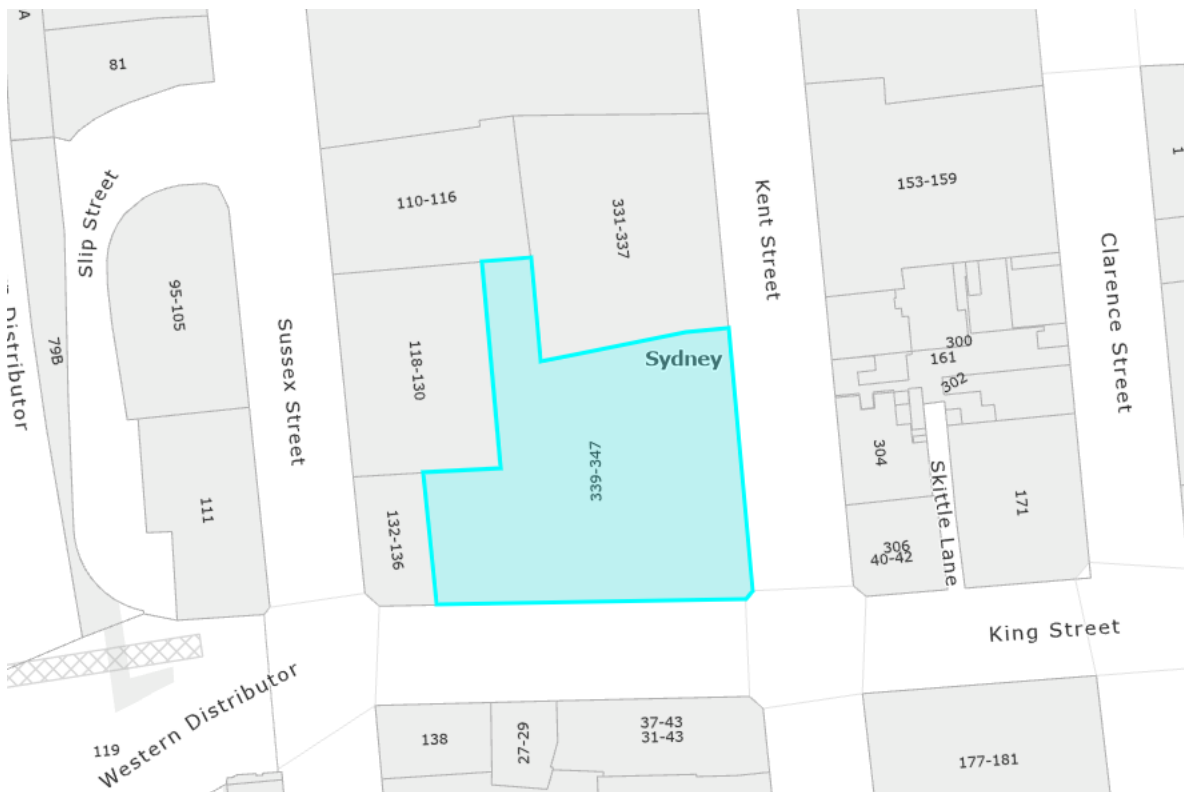 A
81
Slip Street
110-116
331-337
Kent Street
153-159
1
Clarence Street
95-105
79B
Distributor
Sussex Street
118-130
Sydney
300
161
302
339-347
304
Skittle Lane
171
111
132-136
306
40-42
King Street
Western Distributor
119
138
27-29
37-43
31-43
177-181